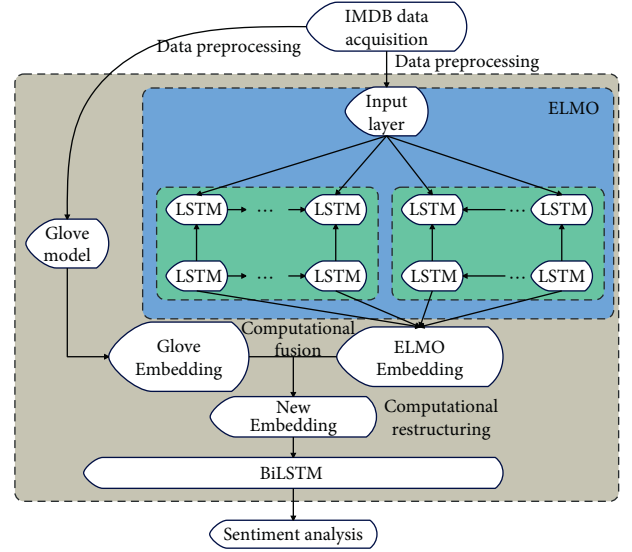 IMDB data
acquisition
Data preprocessing
Data preprocessing
ELMO
Input
layer
LSTM ... LSTM LSTM ... LSTM
Glove
model
LSTM ... LSTM LSTM ... LSTM
Computational
fusion
Glove
Embedding
ELMO
Embedding
New
Embedding
Computational
restructuring
BiLSTM
Sentiment analysis